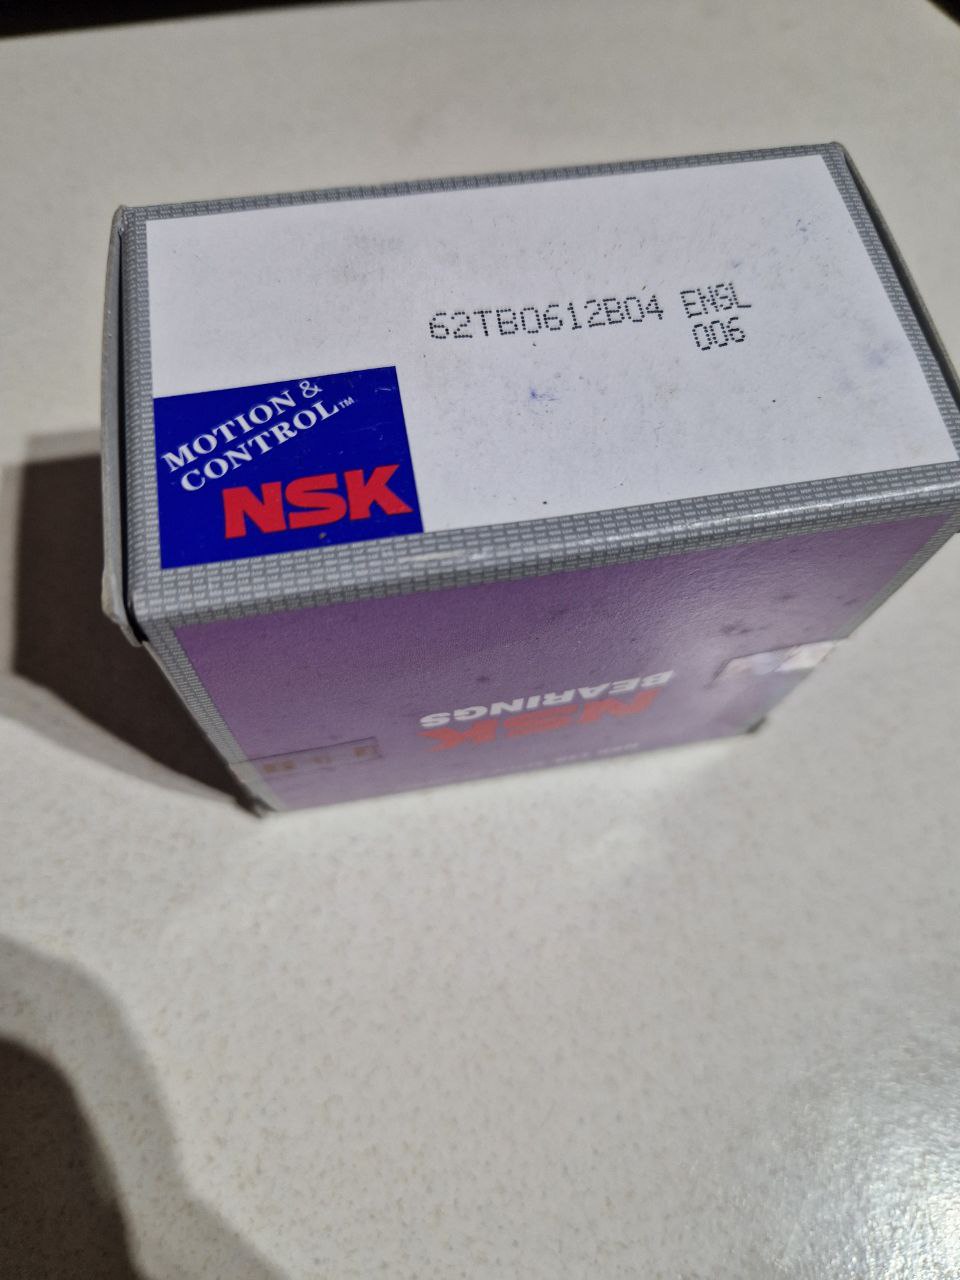 62TB0612B04 ENSL
006
MOTION &
CONTROL™
NSK
NSK
BEARINGS